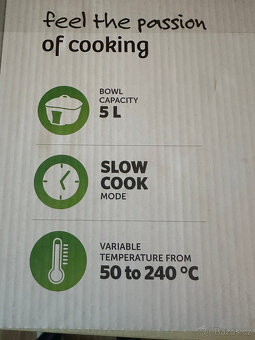 feel the passion
of cooking
BOWL
CAPACITY
5 L
SLOW
COOK
MODE
VARIABLE
TEMPERATURE FROM
50 to 240 °C